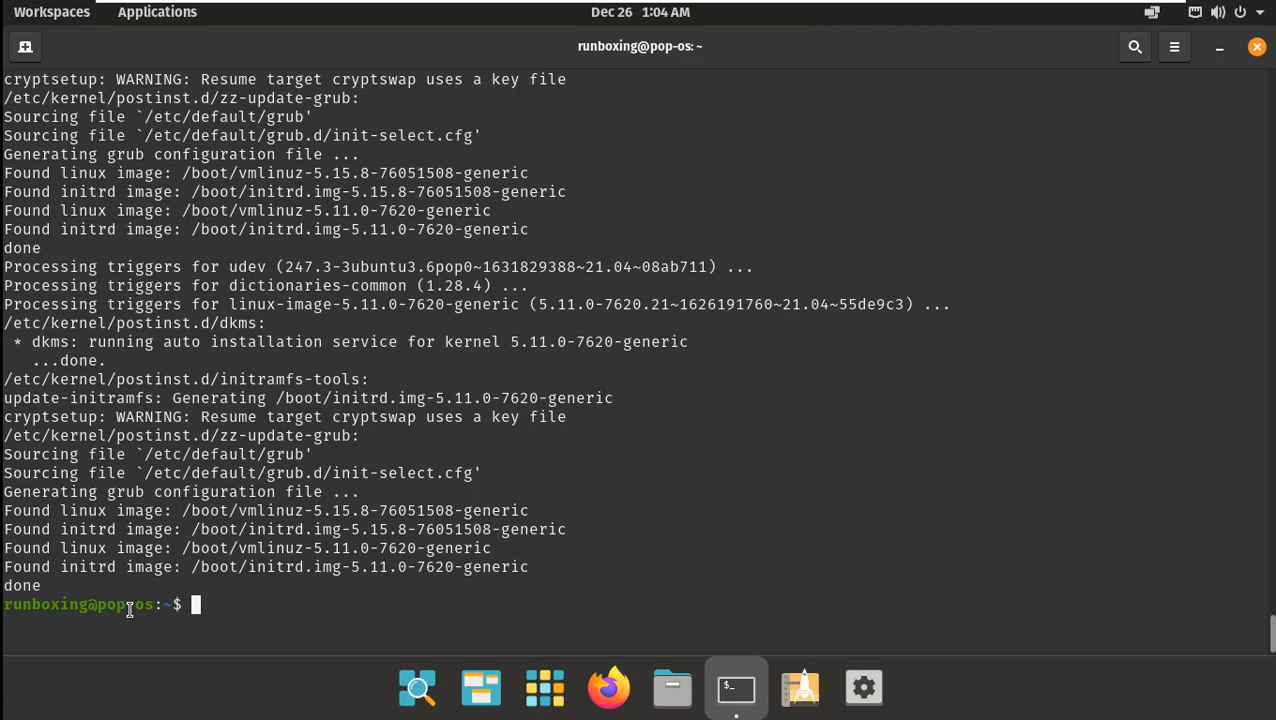 Workspaces Applications Dec 26 1:04 AM
runboxing@pop-os: ~
cryptsetup: WARNING: Resume target cryptswap uses a key file
/etc/kernel/postinst.d/zz-update-grub:
Sourcing file `/etc/default/grub'
Sourcing file `/etc/default/grub.d/init-select.cfg'
Generating grub configuration file ...
Found linux image: /boot/vmlinuz-5.15.8-76051508-generic
Found initrd image: /boot/initrd.img-5.15.8-76051508-generic
Found linux image: /boot/vmlinuz-5.11.0-7620-generic
Found initrd image: /boot/initrd.img-5.11.0-7620-generic
done
Processing triggers for udev (247.3-3ubuntu3.6pop0~1631829388~21.04~08ab711) ...
Processing triggers for dictionaries-common (1.28.4) ...
Processing triggers for linux-image-5.11.0-7620-generic (5.11.0-7620.21~1626191760~21.04~55de9c3) ...
/etc/kernel/postinst.d/dkms:
 * dkms: running auto installation service for kernel 5.11.0-7620-generic
   ...done.
/etc/kernel/postinst.d/initramfs-tools:
update-initramfs: Generating /boot/initrd.img-5.11.0-7620-generic
cryptsetup: WARNING: Resume target cryptswap uses a key file
/etc/kernel/postinst.d/zz-update-grub:
Sourcing file `/etc/default/grub'
Sourcing file `/etc/default/grub.d/init-select.cfg'
Generating grub configuration file ...
Found linux image: /boot/vmlinuz-5.15.8-76051508-generic
Found initrd image: /boot/initrd.img-5.15.8-76051508-generic
Found linux image: /boot/vmlinuz-5.11.0-7620-generic
Found initrd image: /boot/initrd.img-5.11.0-7620-generic
done
runboxing@pop-os:~$
$_